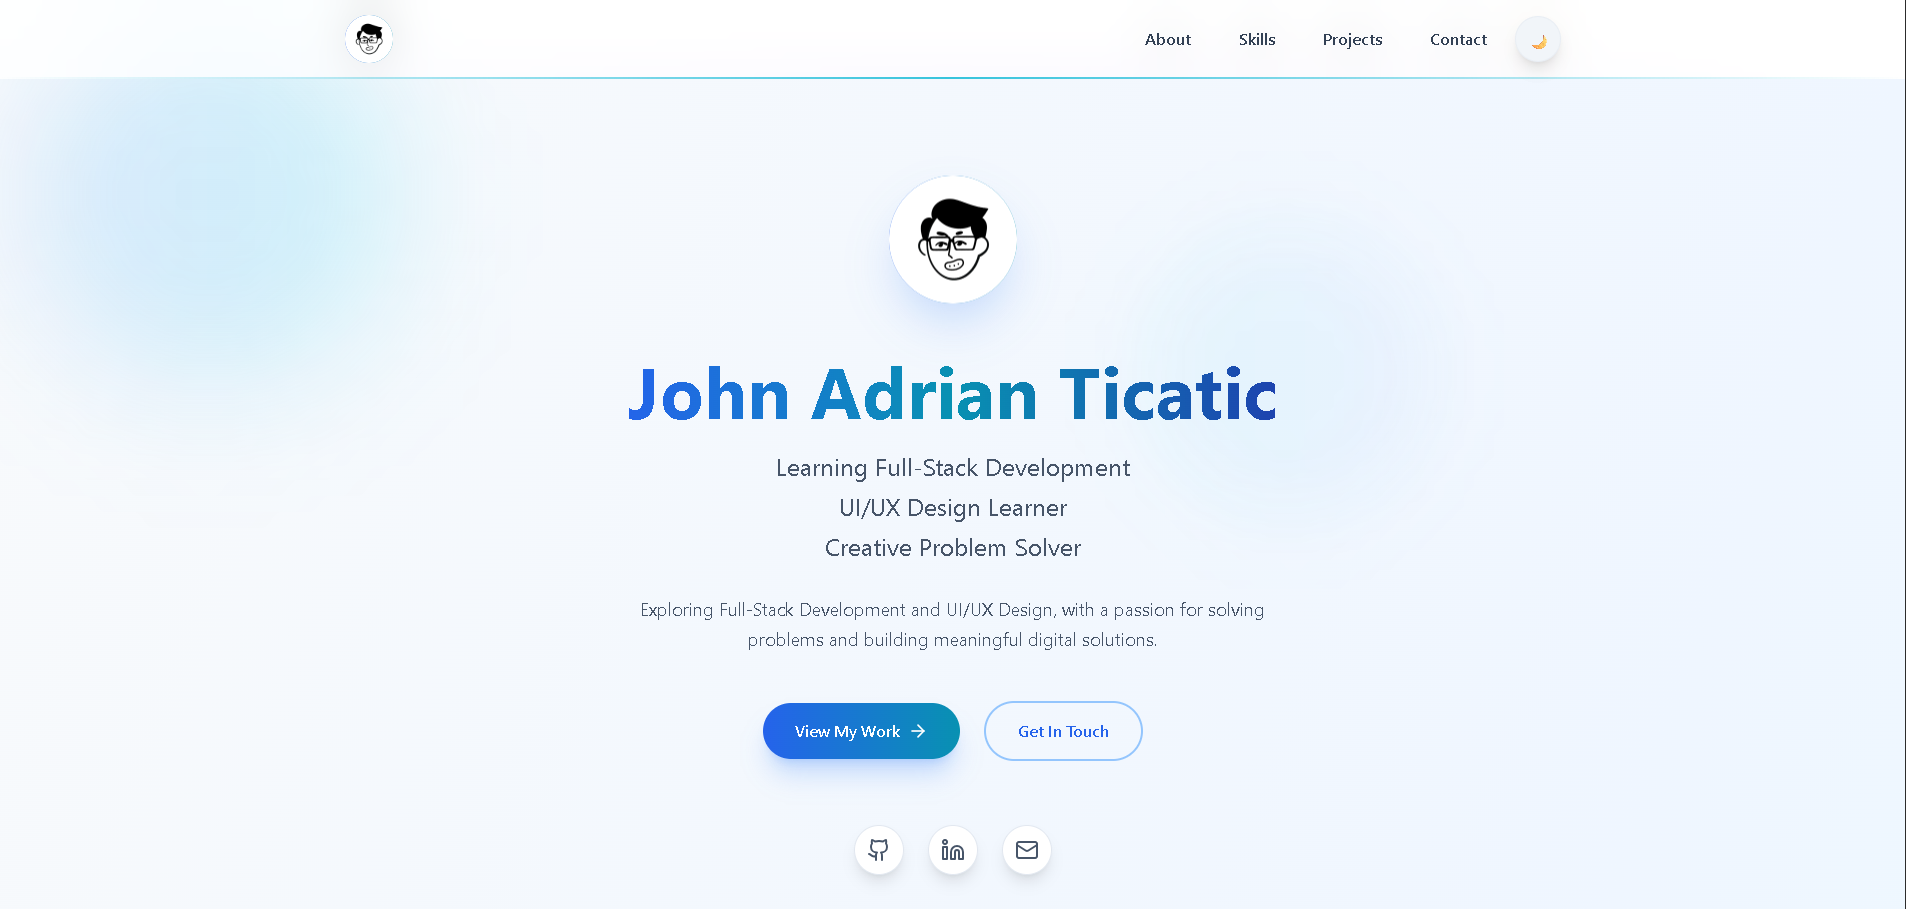 About Skills Projects Contact
John Adrian Ticatic
Learning Full-Stack Development
UI/UX Design Learner
Creative Problem Solver
Exploring Full-Stack Development and UI/UX Design, with a passion for solving
problems and building meaningful digital solutions.
View My Work Get In Touch